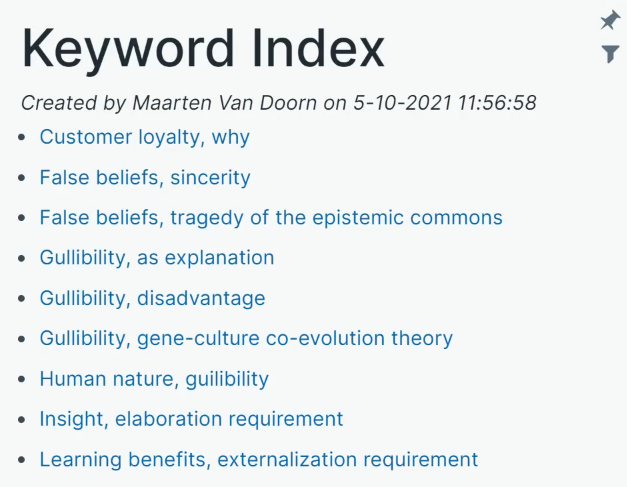 Keyword Index
Created by Maarten Van Doorn on 5-10-2021 11:56:58
Customer loyalty, why
False beliefs, sincerity
False beliefs, tragedy of the epistemic commons
Gullibility, as explanation
Gullibility, disadvantage
Gullibility, gene-culture co-evolution theory
Human nature, guilibility
Insight, elaboration requirement
Learning benefits, externalization requirement